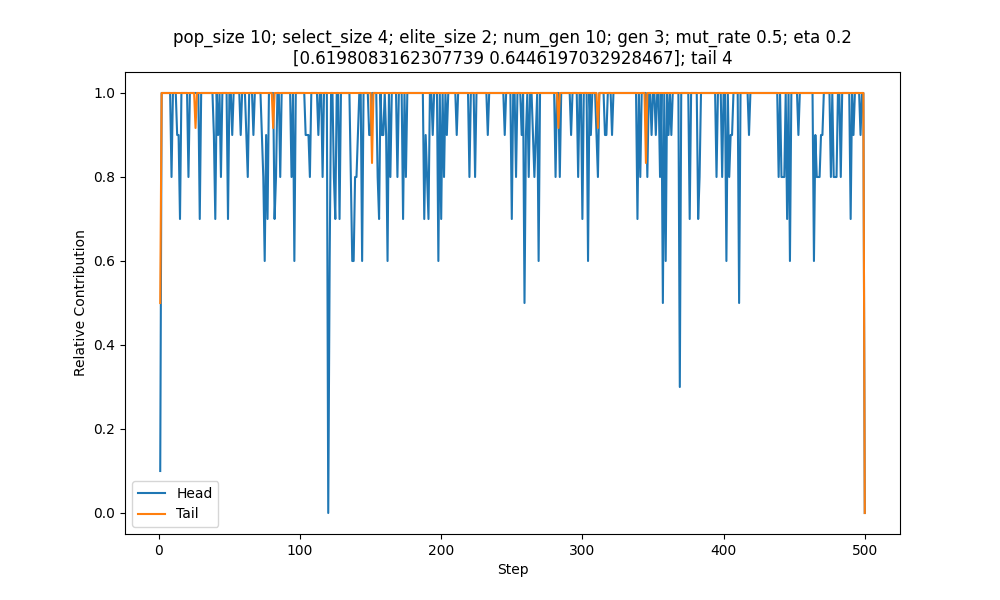 pop_size 10; select_size 4; elite_size 2; num_gen 10; gen 3; mut_rate 0.5; eta 0.2
[0.6198083162307739 0.6446197032928467]; tail 4
Relative Contribution
1.0
0.8
0.6
0.4
0.2
0.0
Head
Tail
0
100
200
300
400
500
Step